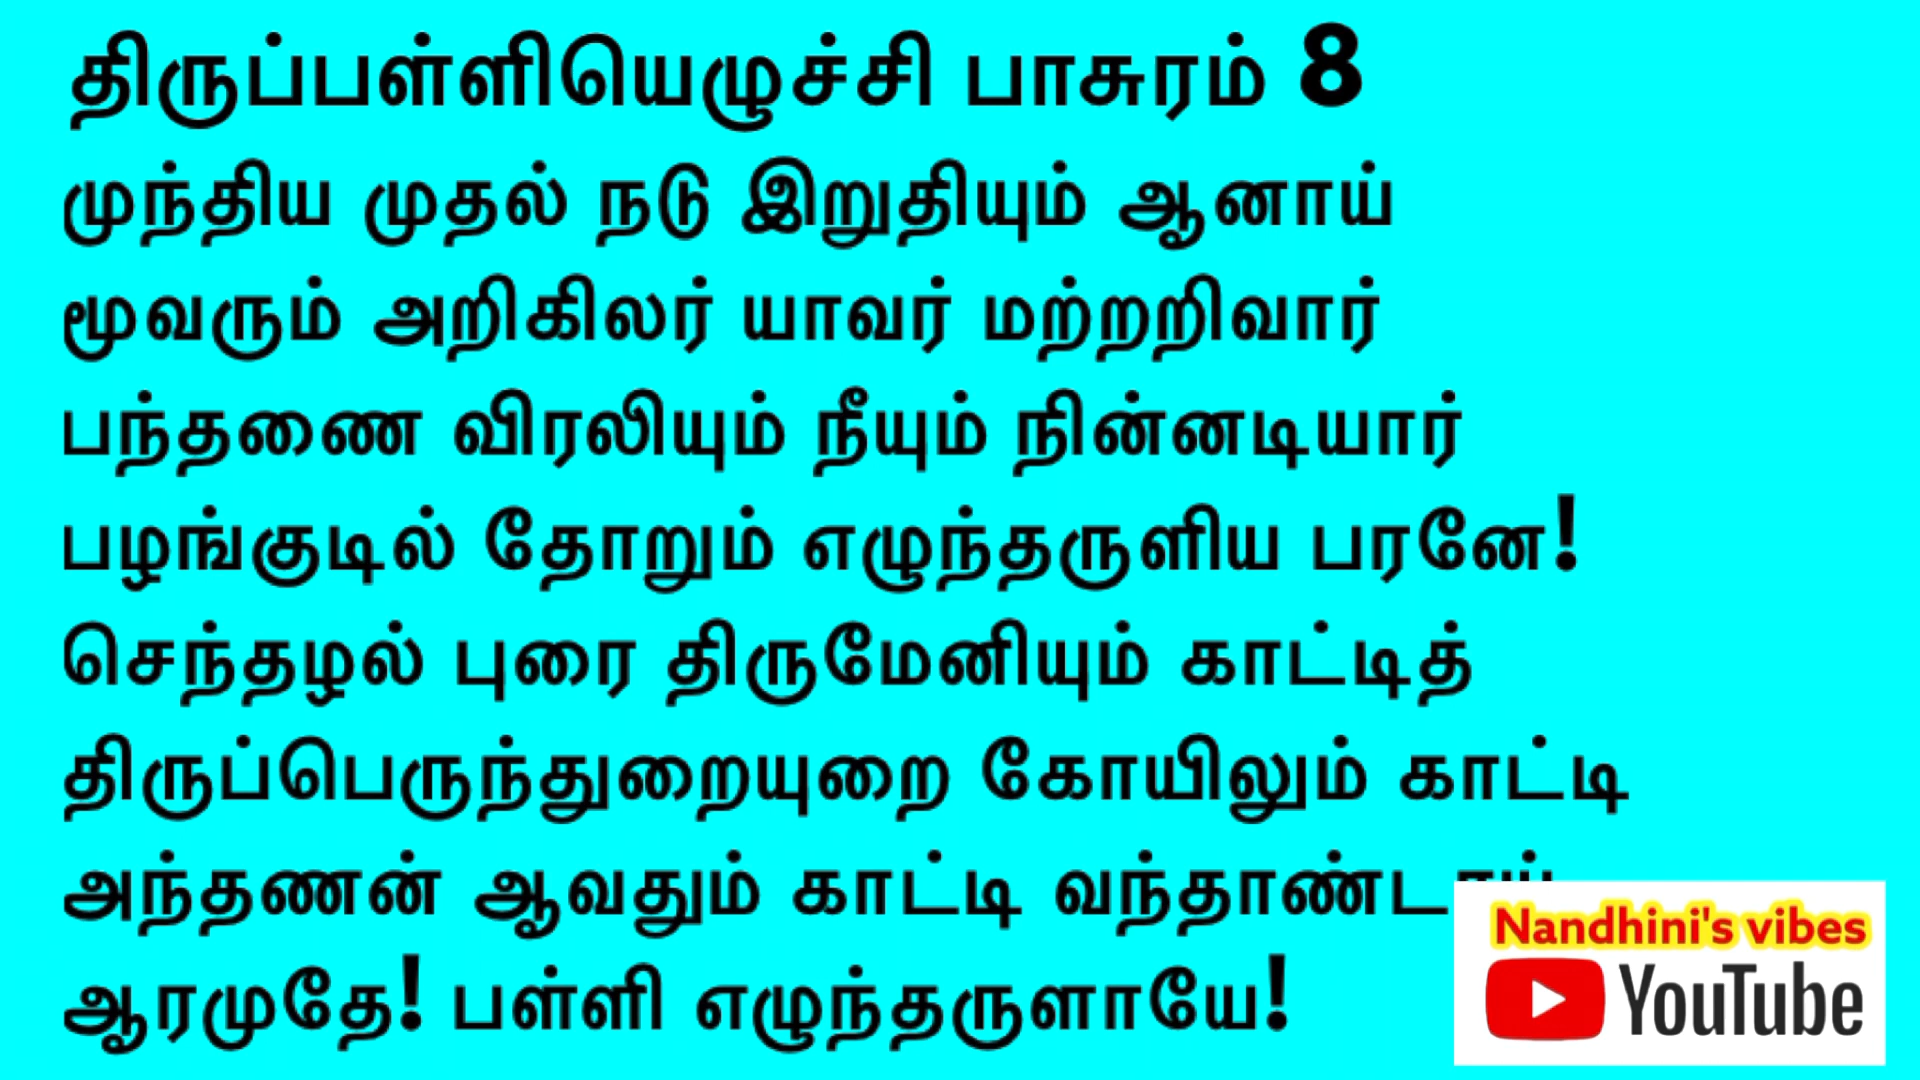 திருப்பள்ளியெழுச்சி பாசுரம் 8
முந்திய முதல் நடு இறுதியும் ஆனாய்
மூவரும் அறிகிலர் யாவர் மற்றறிவார்
பந்தணை விரலியும் நீயும் நின்னடியார்
பழங்குடில் தோறும் எழுந்தருளிய பரனே!
செந்தழல் புரை திருமேனியும் காட்டித்
திருப்பெருந்துறையுறை கோயிலும் காட்டி
அந்தணன் ஆவதும் காட்டி
ஆரமுதே! பள்ளி எழுந்தருளாயே!
Nandhini's vibes
YouTube